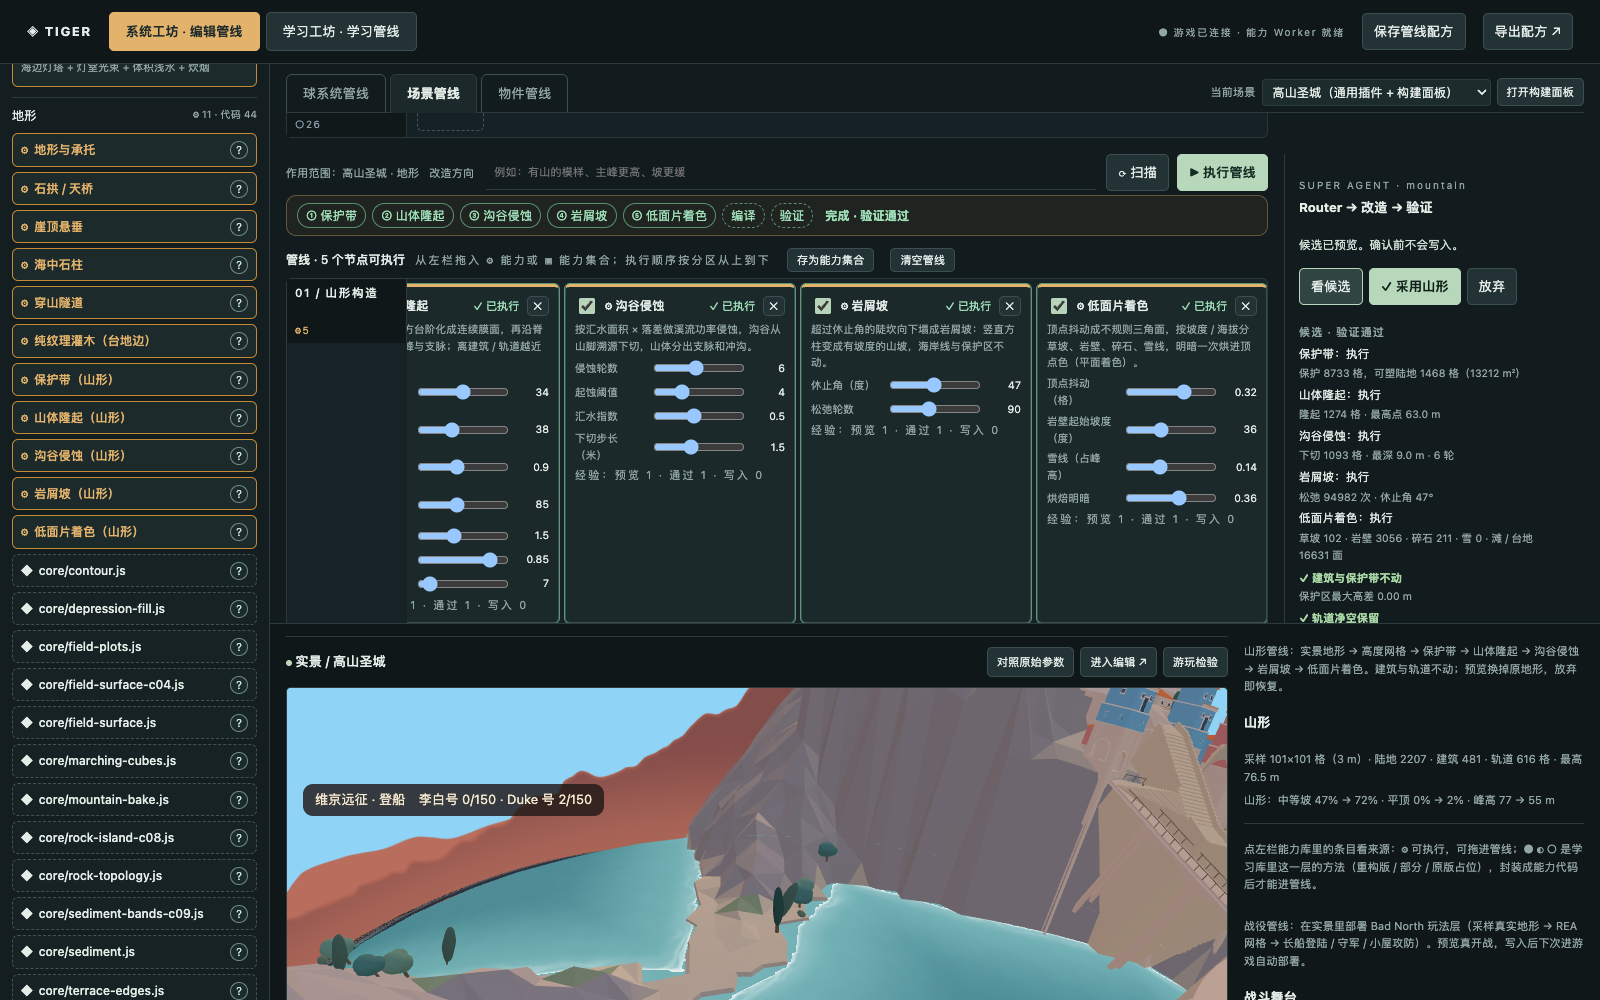 ◈ TIGER
系统工坊 · 编辑管线
学习工坊 · 学习管线
游戏已连接 · 能力 Worker 就绪
保存管线配方
导出配方 ↗
海边灯塔 + 灯室光束 + 体积浅水 + 炊烟
地形
⚙ 11 · 代码 44
⚙ 地形与承托 ?
⚙ 石拱 / 天桥 ?
⚙ 崖顶悬垂 ?
⚙ 海中石柱 ?
⚙ 穿山隧道 ?
⚙ 纯纹理灌木（台地边） ?
⚙ 保护带（山形） ?
⚙ 山体隆起（山形） ?
⚙ 沟谷侵蚀（山形） ?
⚙ 岩屑坡（山形） ?
⚙ 低面片着色（山形） ?
◆ core/contour.js ?
◆ core/depression-fill.js ?
◆ core/field-plots.js ?
◆ core/field-surface-c04.js ?
◆ core/field-surface.js ?
◆ core/marching-cubes.js ?
◆ core/mountain-bake.js ?
◆ core/rock-island-c08.js ?
◆ core/rock-topology.js ?
◆ core/sediment-bands-c09.js ?
◆ core/sediment.js ?
◆ core/terrace-edges.js ?
球系统管线
场景管线
物件管线
当前场景
高山圣城（通用插件 + 构建面板）
打开构建面板
○26
作用范围：高山圣城 · 地形
改造方向
例如：有山的模样、主峰更高、坡更缓
⟳ 扫描
▶ 执行管线
① 保护带
② 山体隆起
③ 沟谷侵蚀
④ 岩屑坡
⑤ 低面片着色
编译
验证
完成 · 验证通过
管线 · 5 个节点可执行
从左栏拖入 ⚙ 能力或 ▣ 能力集合；执行顺序按分区从上到下
存为能力集合
清空管线
01 / 山形构造
⚙5
隆起 ✓ 已执行 ✕
方台阶化成连续膜面，再沿脊
峰与支脉；离建筑 / 轨道越近
34
38
0.9
85
1.5
0.85
7
1 · 通过 1 · 写入 0
⚙ 沟谷侵蚀 ✓ 已执行 ✕
按汇水面积 × 落差做溪流功率侵蚀，沟谷从
山脚溯源下切，山体分出支脉和冲沟。
侵蚀轮数 6
起蚀阈值 4
汇水指数 0.5
下切步长
（米） 1.5
经验：预览 1 · 通过 1 · 写入 0
⚙ 岩屑坡 ✓ 已执行 ✕
超过休止角的陡坎向下塌成岩屑坡：竖直方
柱变成有坡度的山坡，海岸线与保护区不
动。
休止角（度） 47
松弛轮数 90
经验：预览 1 · 通过 1 · 写入 0
⚙ 低面片着色 ✓ 已执行 ✕
顶点抖动成不规则三角面，按坡度 / 海拔分
草坡、岩壁、碎石、雪线，明暗一次烘进顶
点色（平面着色）。
顶点抖动
（格） 0.32
岩壁起始坡度
（度） 36
雪线（占峰
高） 0.14
烘焙明暗 0.36
经验：预览 1 · 通过 1 · 写入 0
SUPER AGENT · mountain
Router → 改造 → 验证
候选已预览。确认前不会写入。
看候选
✓ 采用山形
放弃
候选 · 验证通过
保护带：执行
保护 8733 格，可塑陆地 1468 格（13212 m²）
山体隆起：执行
隆起 1274 格 · 最高点 63.0 m
沟谷侵蚀：执行
下切 1093 格 · 最深 9.0 m · 6 轮
岩屑坡：执行
松弛 94982 次 · 休止角 47°
低面片着色：执行
草坡 102 · 岩壁 3056 · 碎石 211 · 雪 0 · 滩 / 台地
16631 面
✓ 建筑与保护带不动
保护区最大高差 0.00 m
✓ 轨道净空保留
实景 / 高山圣城
对照原始参数
进入编辑 ↗
游玩检验
维京远征 · 登船 李白号 0/150 · Duke 号 2/150
山形管线：实景地形 → 高度网格 → 保护带 → 山体隆起 → 沟谷侵蚀
→ 岩屑坡 → 低面片着色。建筑与轨道不动；预览换掉原地形，放弃
即恢复。
山形
采样 101×101 格（3 m）· 陆地 2207 · 建筑 481 · 轨道 616 格 · 最高
76.5 m
山形：中等坡 47% → 72% · 平顶 0% → 2% · 峰高 77 → 55 m
点左栏能力库里的条目看来源：⚙ 可执行，可拖进管线；● ◐ ○ 是学
习库里这一层的方法（重构版 / 部分 / 原版占位），封装成能力代码
后才能进管线。
战役管线：在实景里部署 Bad North 玩法层（采样真实地形 → REA
网格 → 长船登陆 / 守军 / 小屋攻防）。预览真开战，写入后下次进游
戏自动部署。
战斗舞台